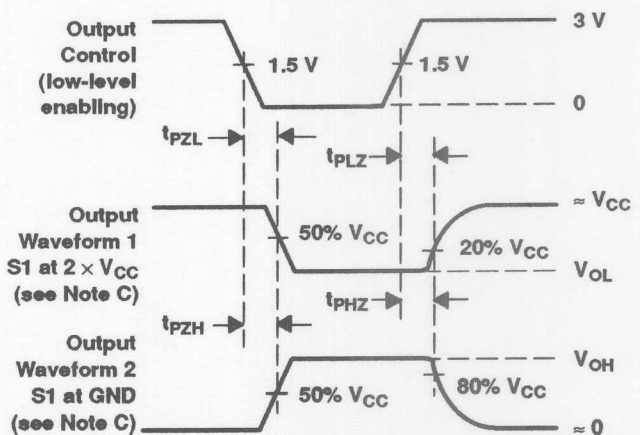 Output
Control
(low-level
enabling)
3 V
1.5 V
1.5 V
0
tPZL
tPLZ
Output
Waveform 1
S1 at 2 × VCC
(see Note C)
≈ VCC
50% VCC
20% VCC
VOL
tPZH
tPHZ
Output
Waveform 2
S1 at GND
(see Note C)
VOH
50% VCC
80% VCC
≈ 0